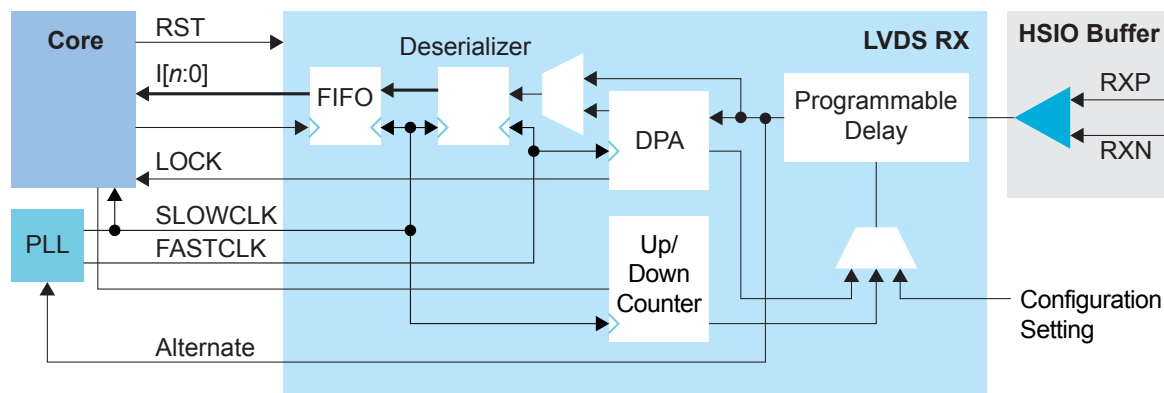 Core
RST
I[n:0]
LOCK
SLOWCLK
FASTCLK
PLL
Alternate
LVDS RX
Deserializer
FIFO
DPA
Up/
Down
Counter
Programmable
Delay
HSIO Buffer
RXP
RXN
Configuration
Setting